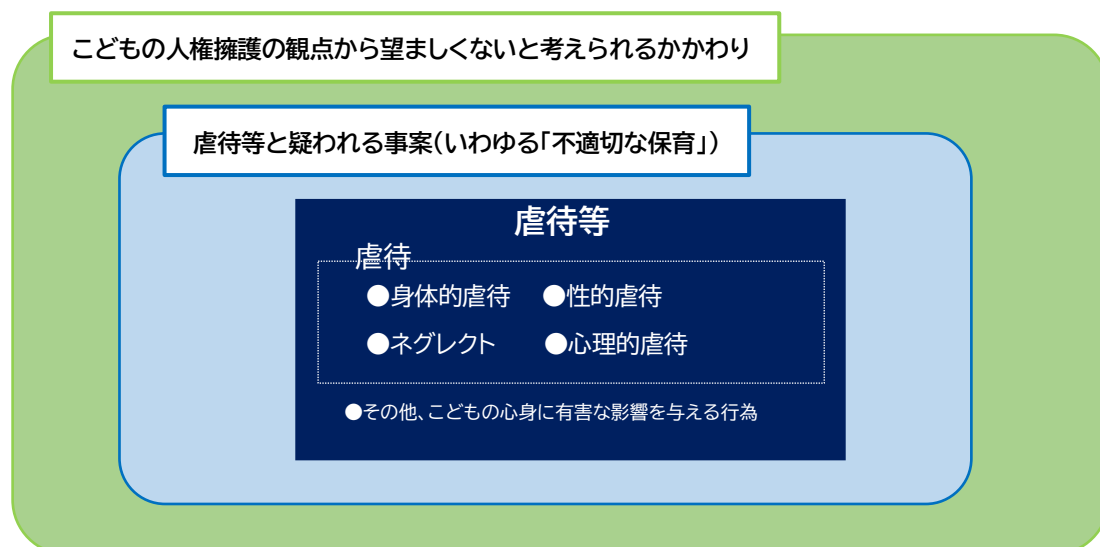 こどもの人権擁護の観点から望ましくないと考えられるかかわり
虐待等と疑われる事案(いわゆる「不適切な保育」)
虐待等
虐待
●身体的虐待 ●性的虐待
●ネグレクト ●心理的虐待
●その他、こどもの心身に有害な影響を与える行為